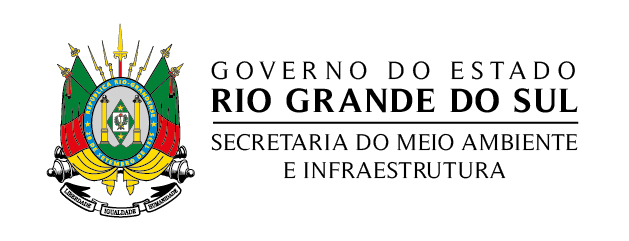 GOVERNO DO ESTADO
RIO GRANDE DO SUL
SECRETARIA DO MEIO AMBIENTE
E INFRAESTRUTURA
LIBERDADE
IGUALDADE
HUMANIDADE